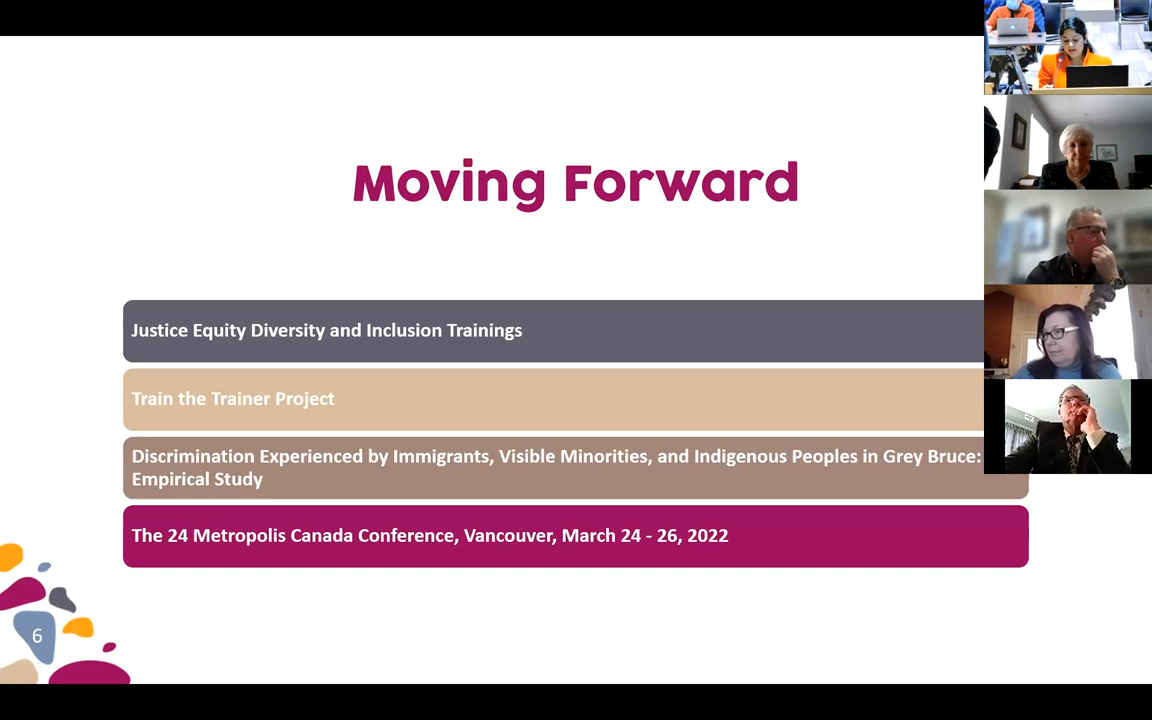 Moving Forward
Justice Equity Diversity and Inclusion Trainings
Train the Trainer Project
Discrimination Experienced by Immigrants, Visible Minorities, and Indigenous Peoples in Grey Bruce:
Empirical Study
The 24 Metropolis Canada Conference, Vancouver, March 24 - 26, 2022
6